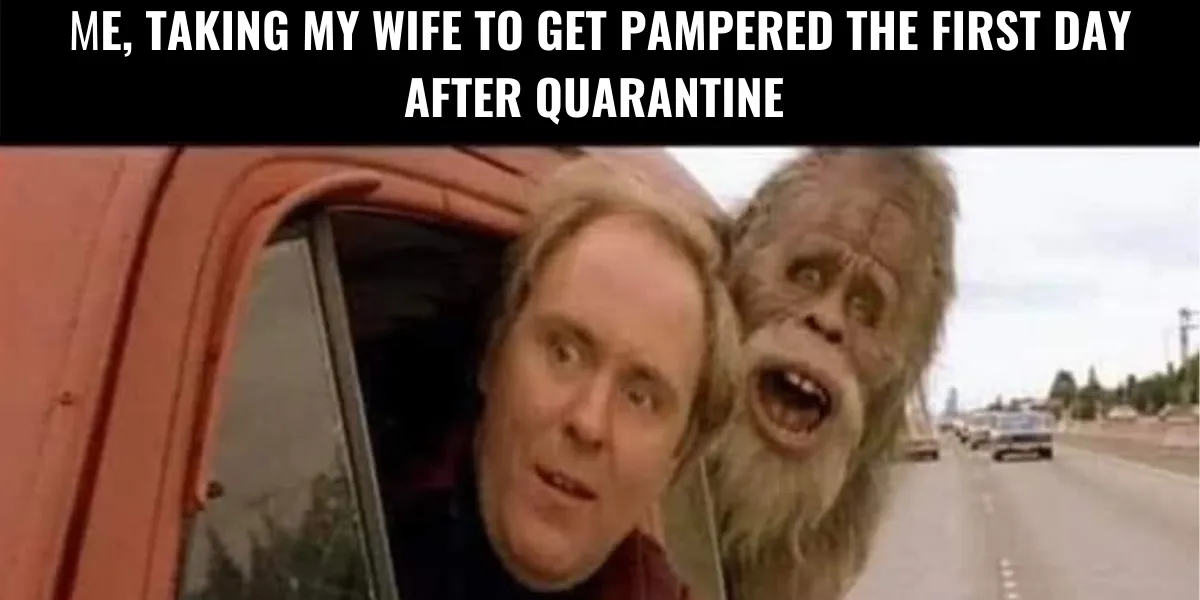 ME, TAKING MY WIFE TO GET PAMPERED THE FIRST DAY
AFTER QUARANTINE